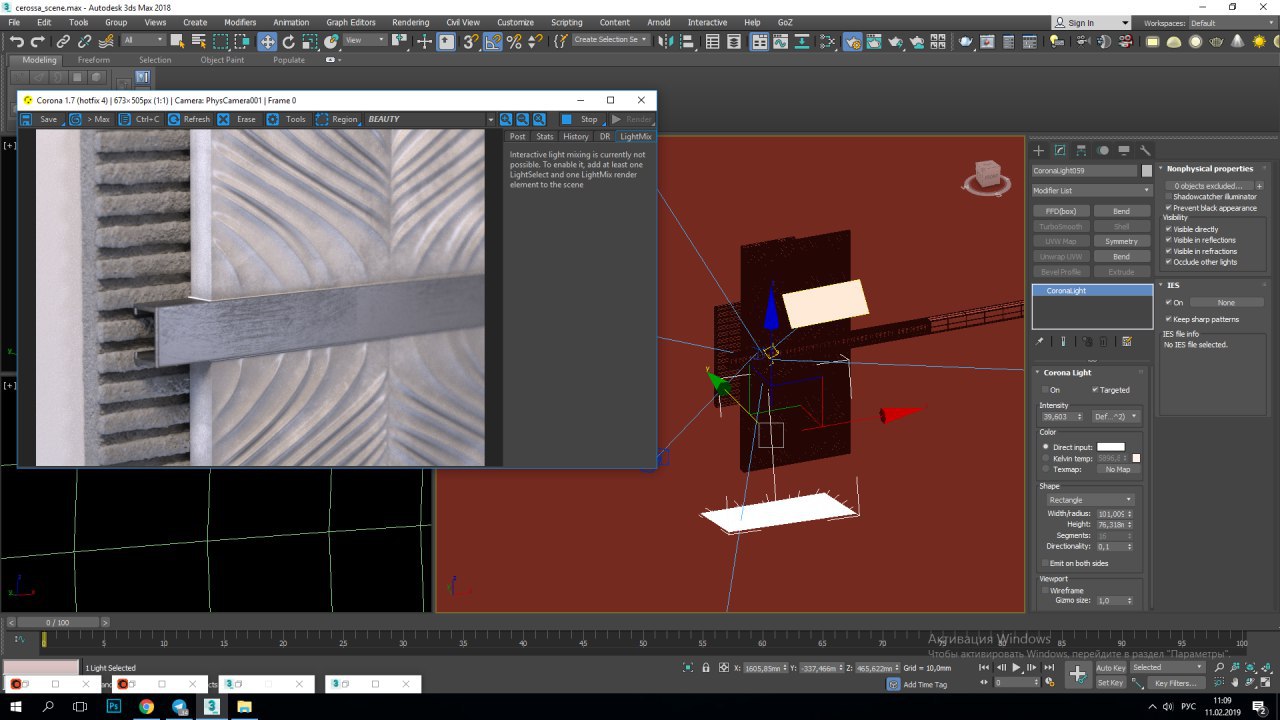 cerossa_scene.max - Autodesk 3ds Max 2018
File Edit Tools Group Views Create Modifiers Animation Graph Editors Rendering Civil View Customize Scripting Content Arnold Interactive Help GoZ
Sign In Workspaces: Default
All View Create Selection Se
Modeling Freeform Selection Object Paint Populate
Corona 1.7 (hotfix 4) | 673×505px (1:1) | Camera: PhysCamera001 | Frame 0
Save > Max Ctrl+C Refresh Erase Tools Region BEAUTY Stop Render
Post Stats History DR LightMix
Interactive light mixing is currently not
possible. To enable it, add at least one
LightSelect and one LightMix render
element to the scene
[+]
[+]
CoronaLight059
Modifier List
FFD(box) Bend
TurboSmooth Shell
UVW Map Symmetry
Unwrap UVW Bend
Bevel Profile Extrude
CoronaLight
Corona Light
On Targeted
Intensity
39,603 Def...^2)
Color
Direct input:
Kelvin temp: 5896,8
Texmap: No Map
Shape
Rectangle
Width/radius: 101,009
Height: 76,318m
Segments: 16
Directionality: 0,1
Emit on both sides
Viewport
Wireframe
Gizmo size: 1,0
Nonphysical properties
0 objects excluded... +
Shadowcatcher illuminator
Prevent black appearance
Visibility
Visible directly
Visible in reflections
Visible in refractions
Occlude other lights
IES
On None
Keep sharp patterns
IES file info
No IES file selected.
0 / 100
0 5 10 15 20 25 30 35 40 45 50 55 60 65 70 75 80 85 90 95 100
Активация Windows
Чтобы активировать Windows, перейдите в раздел "Параметры".
1 Light Selected
X: 1605,85m Y: -337,466m Z: 465,622m Grid = 10,0mm
Add Time Tag
0
Auto Key Selected
Set Key Key Filters...
РУС
11:09
11.02.2019